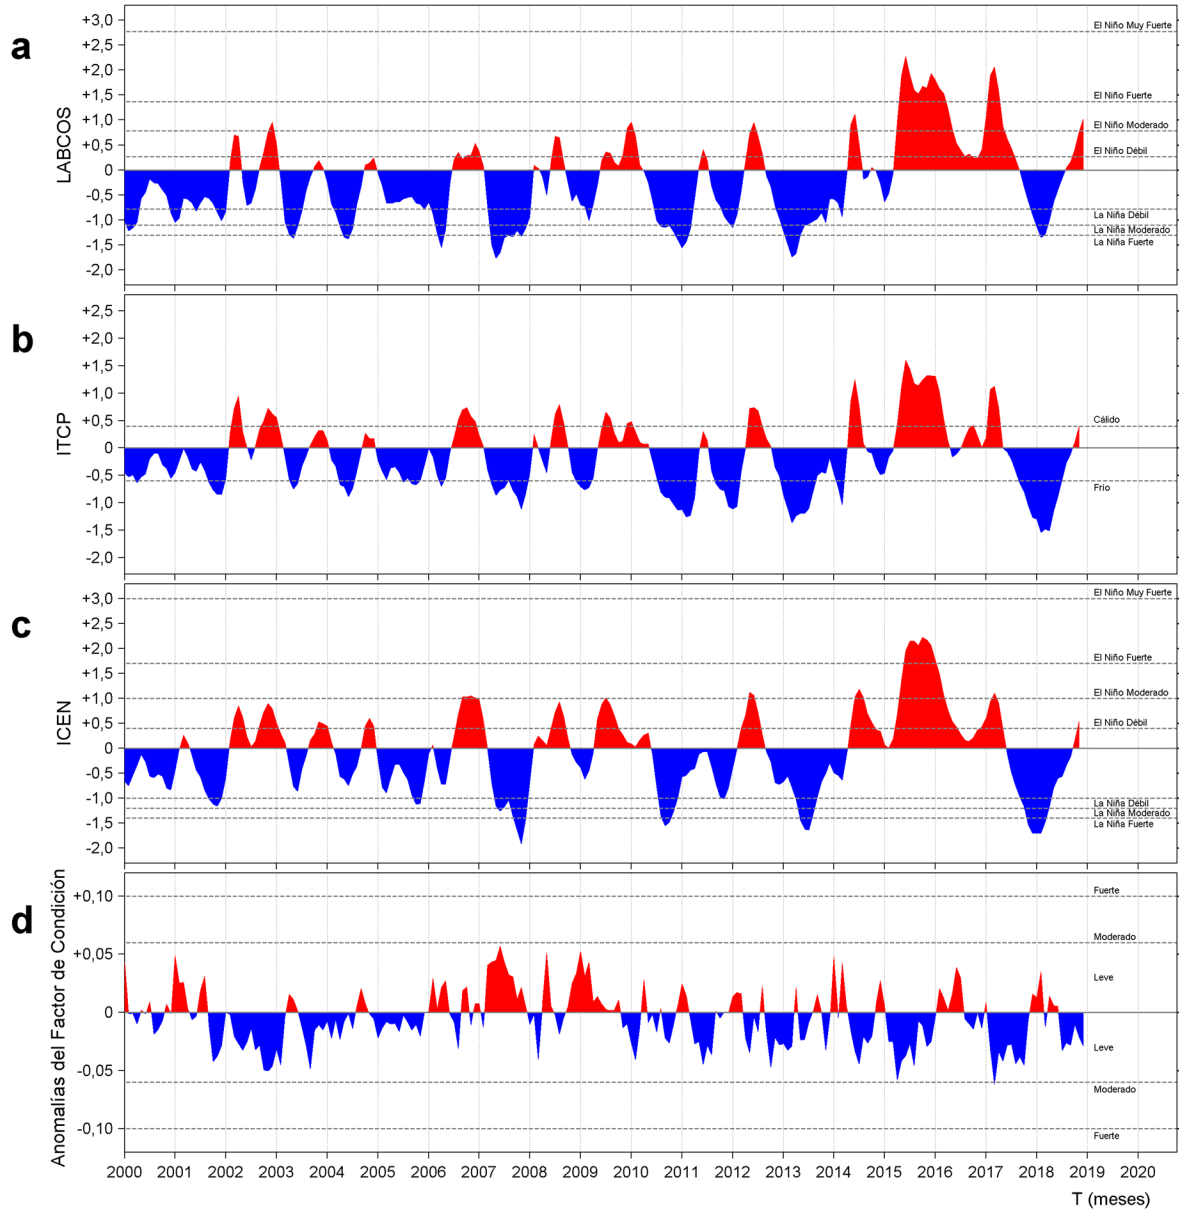 a
LABCOS
+3,0
+2,5
+2,0
+1,5
+1,0
+0,5
0
-0,5
-1,0
-1,5
-2,0
El Niño Muy Fuerte
El Niño Fuerte
El Niño Moderado
El Niño Débil
La Niña Débil
La Niña Moderado
La Niña Fuerte
b
ITCP
+2,5
+2,0
+1,5
+1,0
+0,5
0
-0,5
-1,0
-1,5
-2,0
Cálido
Frio
c
ICEN
+3,0
+2,5
+2,0
+1,5
+1,0
+0,5
0
-0,5
-1,0
-1,5
-2,0
El Niño Muy Fuerte
El Niño Fuerte
El Niño Moderado
El Niño Débil
La Niña Débil
La Niña Moderado
La Niña Fuerte
d
Anomalías del Factor de Condición
+0,10
+0,05
0
-0,05
-0,10
Fuerte
Moderado
Leve
Leve
Moderado
Fuerte
2000 2001 2002 2003 2004 2005 2006 2007 2008 2009 2010 2011 2012 2013 2014 2015 2016 2017 2018 2019 2020
T (meses)